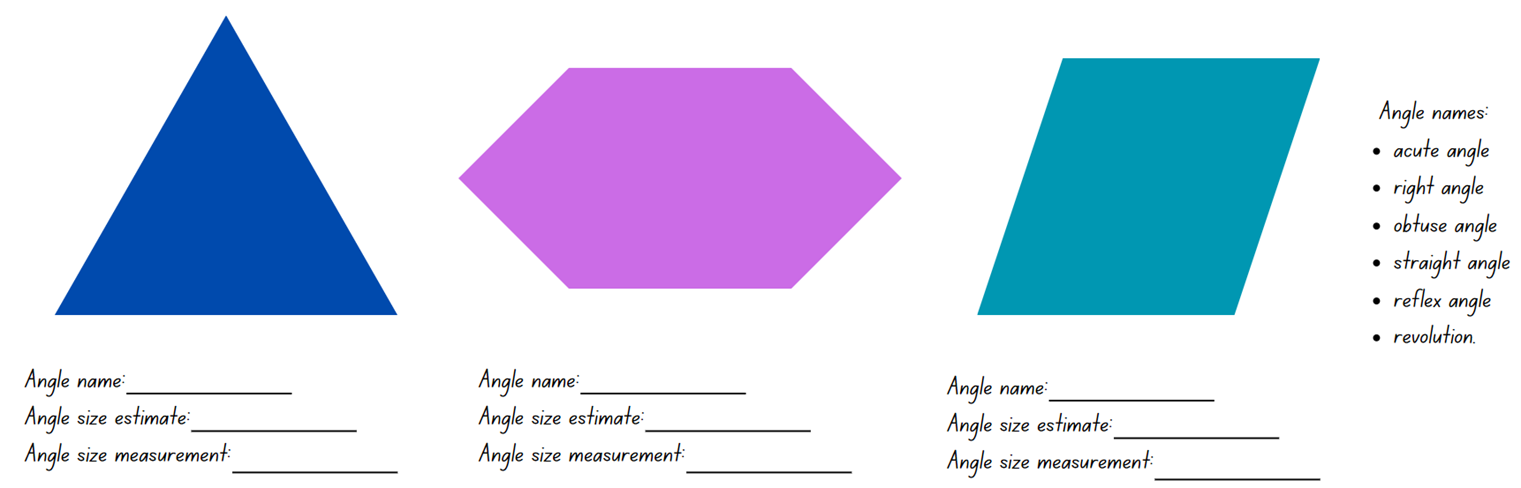 Angle name:
Angle size estimate:
Angle size measurement:
Angle name:
Angle size estimate:
Angle size measurement:
Angle name:
Angle size estimate:
Angle size measurement:
Angle names:
• acute angle
• right angle
• obtuse angle
• straight angle
• reflex angle
• revolution.